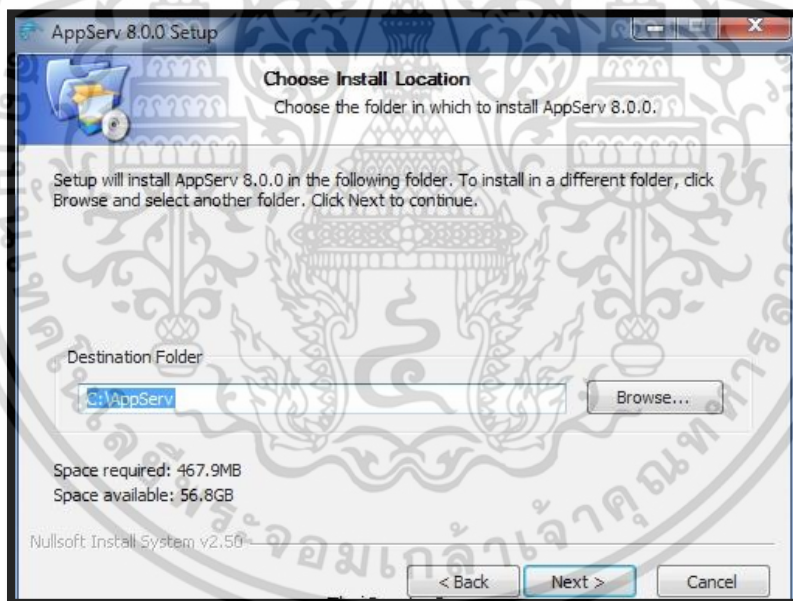 AppServ 8.0.0 Setup
Choose Install Location
Choose the folder in which to install AppServ 8.0.0.
Setup will install AppServ 8.0.0 in the following folder. To install in a different folder, click
Browse and select another folder. Click Next to continue.
Destination Folder
C:\AppServ
Browse...
Space required: 467.9MB
Space available: 56.8GB
Nullsoft Install System v2.50
< Back
Next >
Cancel